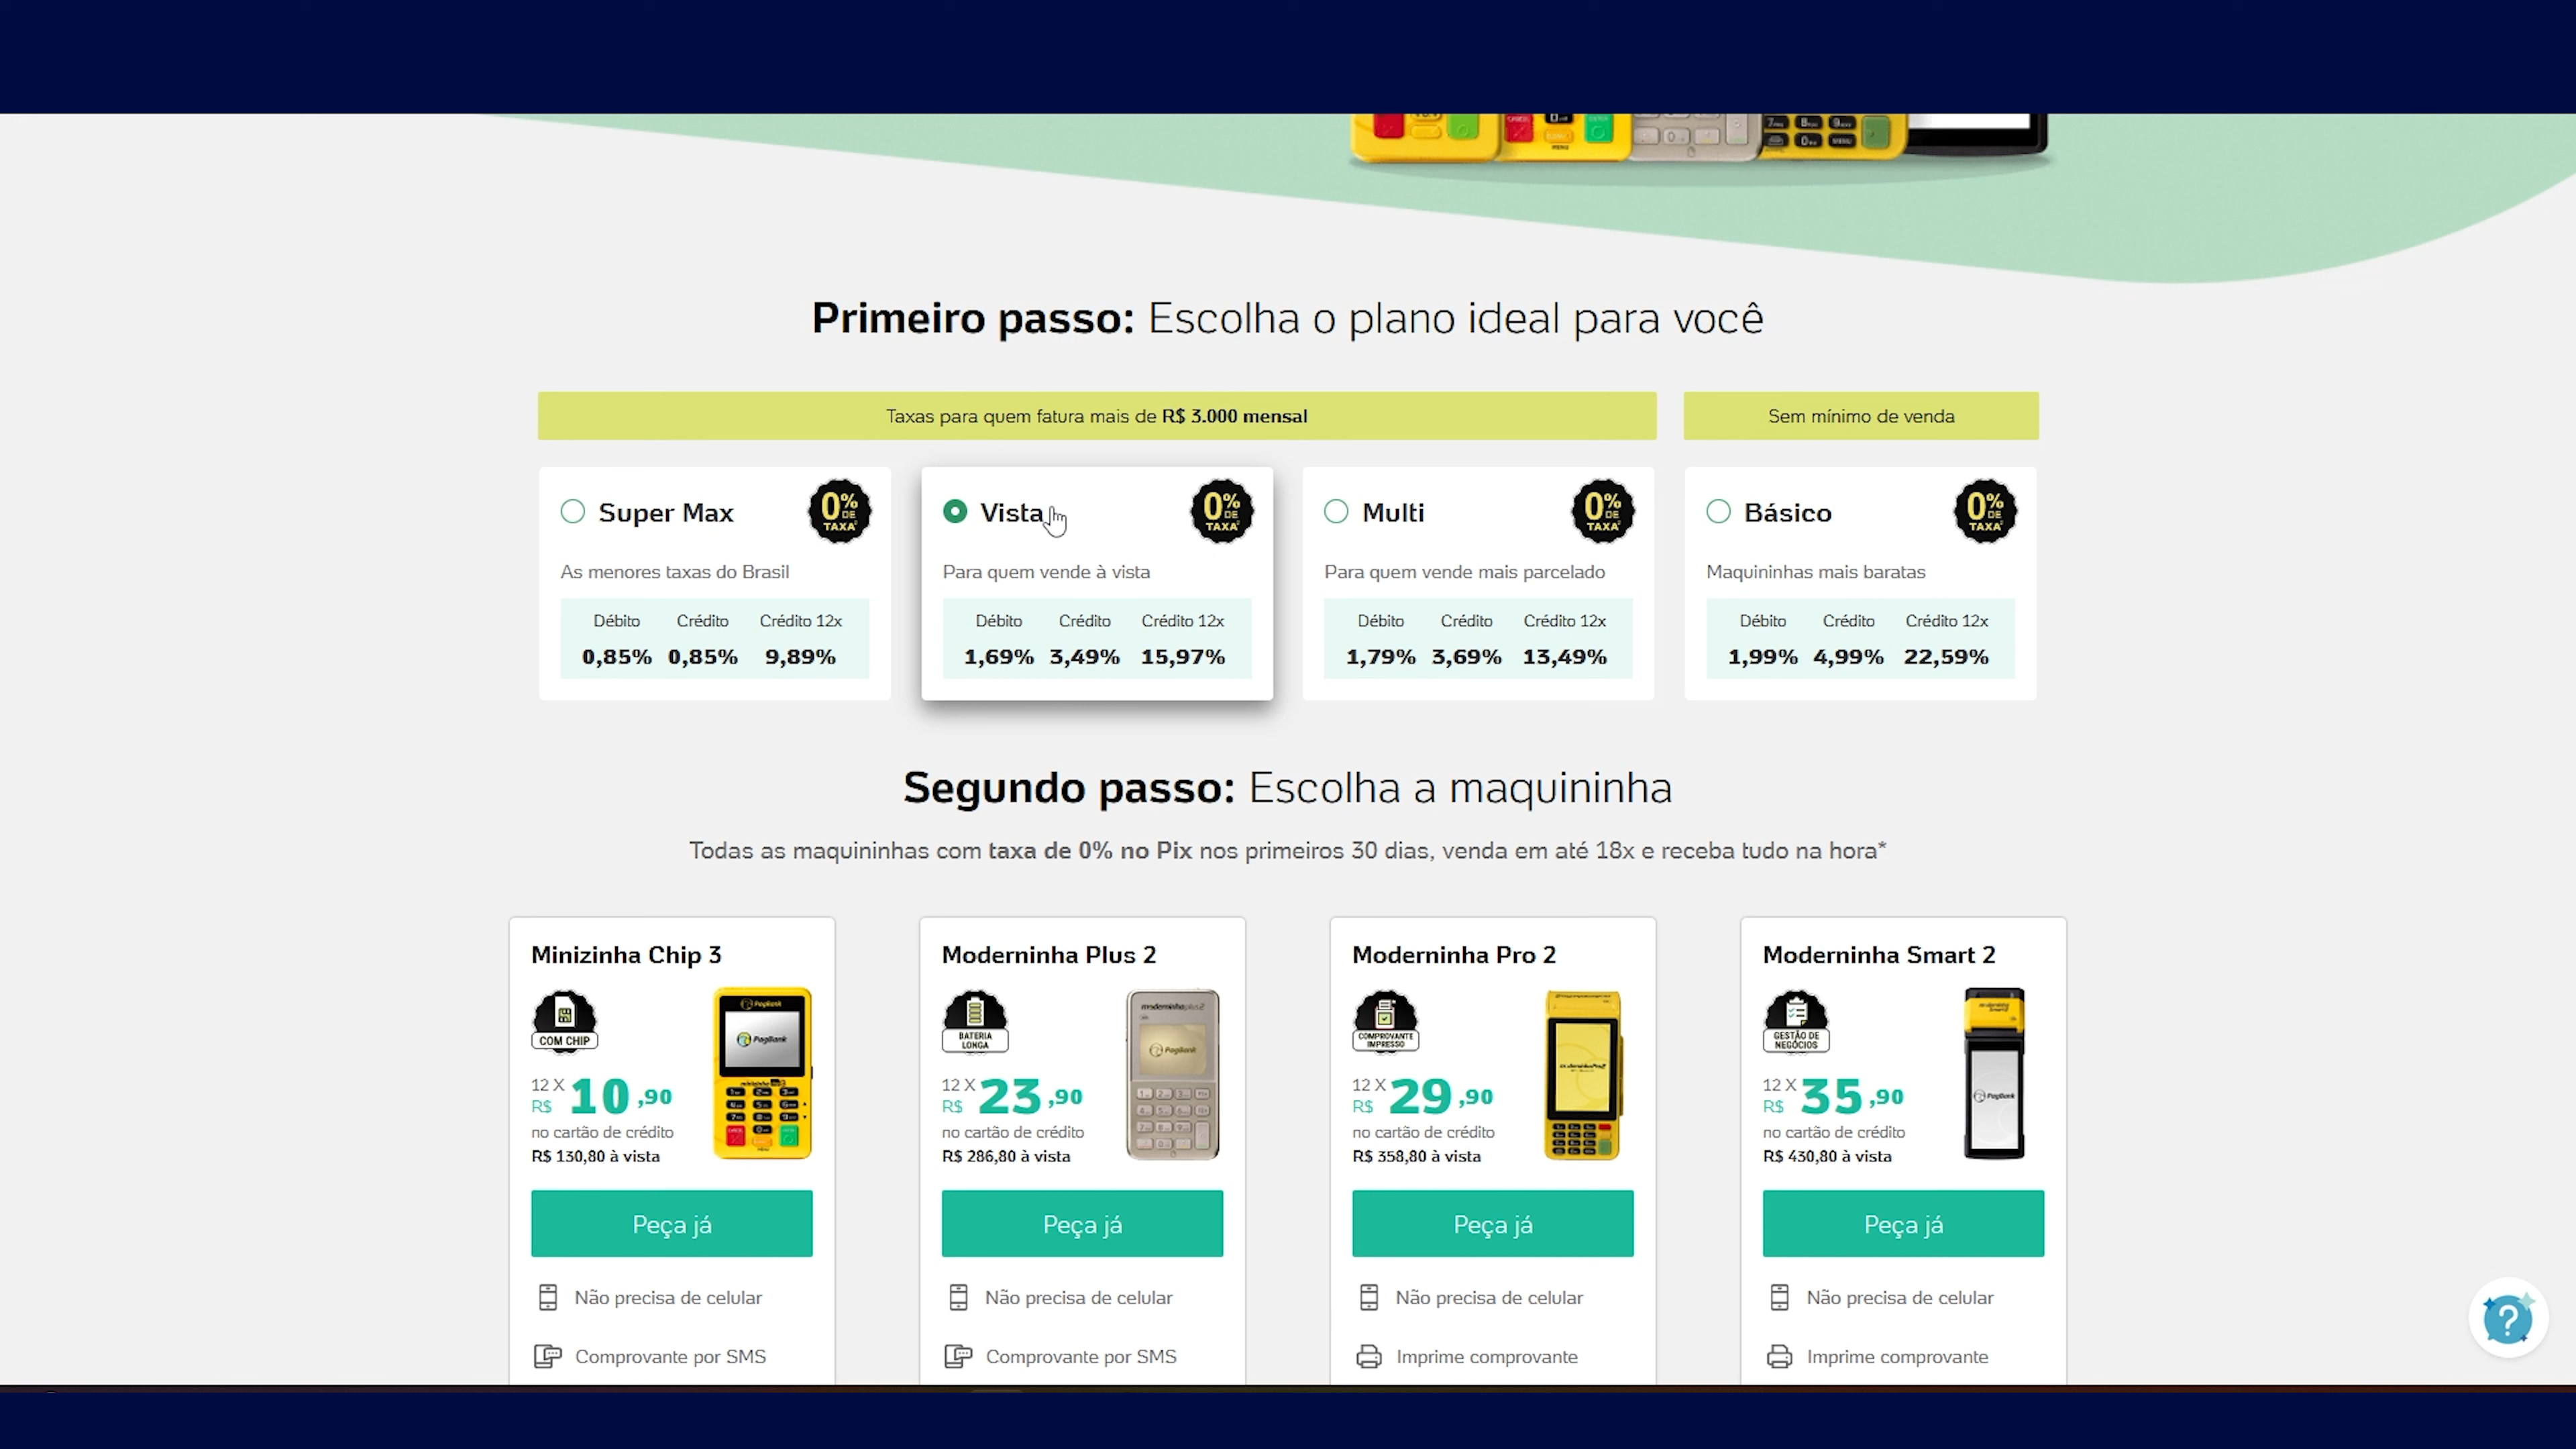 Primeiro passo: Escolha o plano ideal para você
Taxas para quem fatura mais de R$ 3.000 mensal
Sem mínimo de venda
Super Max
0% DE TAXA²
As menores taxas do Brasil
Débito Crédito Crédito 12x
0,85% 0,85% 9,89%
Vista
0% DE TAXA²
Para quem vende à vista
Débito Crédito Crédito 12x
1,69% 3,49% 15,97%
Multi
0% DE TAXA²
Para quem vende mais parcelado
Débito Crédito Crédito 12x
1,79% 3,69% 13,49%
Básico
0% DE TAXA²
Maquininhas mais baratas
Débito Crédito Crédito 12x
1,99% 4,99% 22,59%
Segundo passo: Escolha a maquininha
Todas as maquininhas com taxa de 0% no Pix nos primeiros 30 dias, venda em até 18x e receba tudo na hora*
Minizinha Chip 3
COM CHIP
PagBank
PagBank
12 X
R$ 10,90
no cartão de crédito
R$ 130,80 à vista
Peça já
Não precisa de celular
Comprovante por SMS
Moderninha Plus 2
BATERIA
LONGA
moderninhaplus2
PagBank
12 X
R$ 23,90
no cartão de crédito
R$ 286,80 à vista
Peça já
Não precisa de celular
Comprovante por SMS
Moderninha Pro 2
COMPROVANTE
IMPRESSO
12 X
R$ 29,90
no cartão de crédito
R$ 358,80 à vista
Peça já
Não precisa de celular
Imprime comprovante
Moderninha Smart 2
GESTÃO DE
NEGÓCIOS
PagBank
12 X
R$ 35,90
no cartão de crédito
R$ 430,80 à vista
Peça já
Não precisa de celular
Imprime comprovante
?